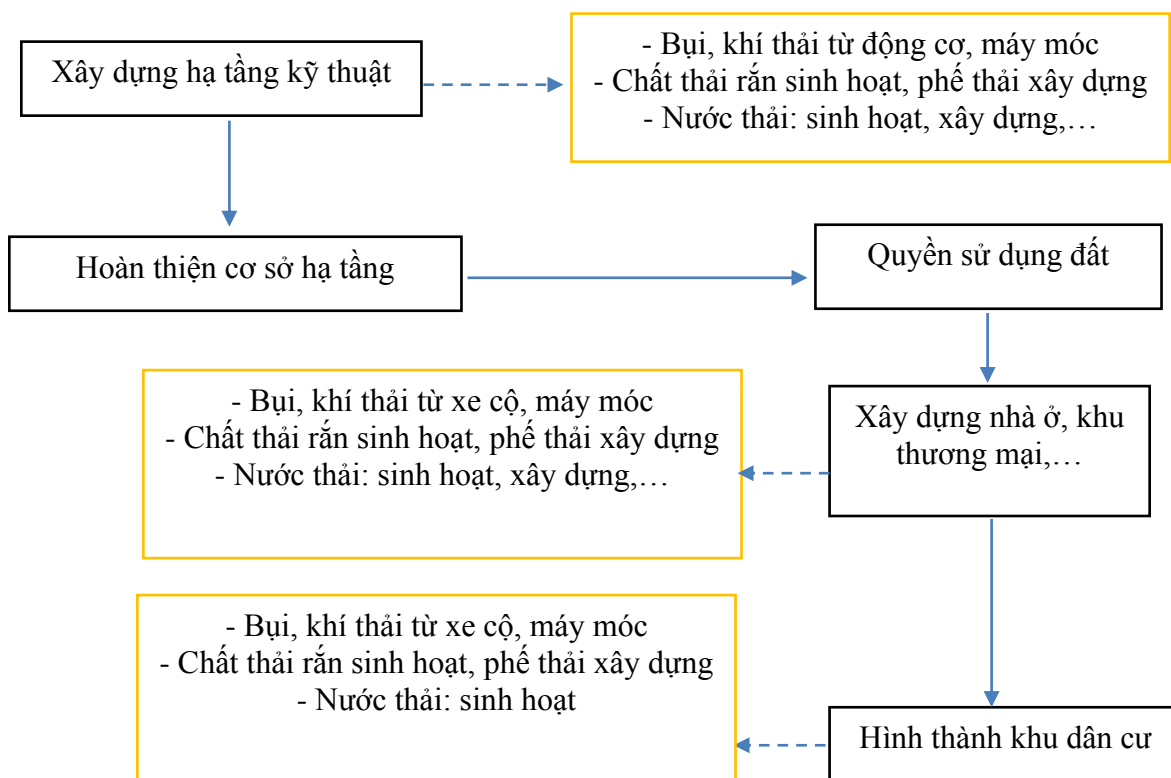 Xây dựng hạ tầng kỹ thuật
- Bụi, khí thải từ động cơ, máy móc
- Chất thải rắn sinh hoạt, phế thải xây dựng
- Nước thải: sinh hoạt, xây dựng,…
Hoàn thiện cơ sở hạ tầng
Quyền sử dụng đất
- Bụi, khí thải từ xe cộ, máy móc
- Chất thải rắn sinh hoạt, phế thải xây dựng
- Nước thải: sinh hoạt, xây dựng,…
Xây dựng nhà ở, khu
thương mại,…
- Bụi, khí thải từ xe cộ, máy móc
- Chất thải rắn sinh hoạt, phế thải xây dựng
- Nước thải: sinh hoạt
Hình thành khu dân cư